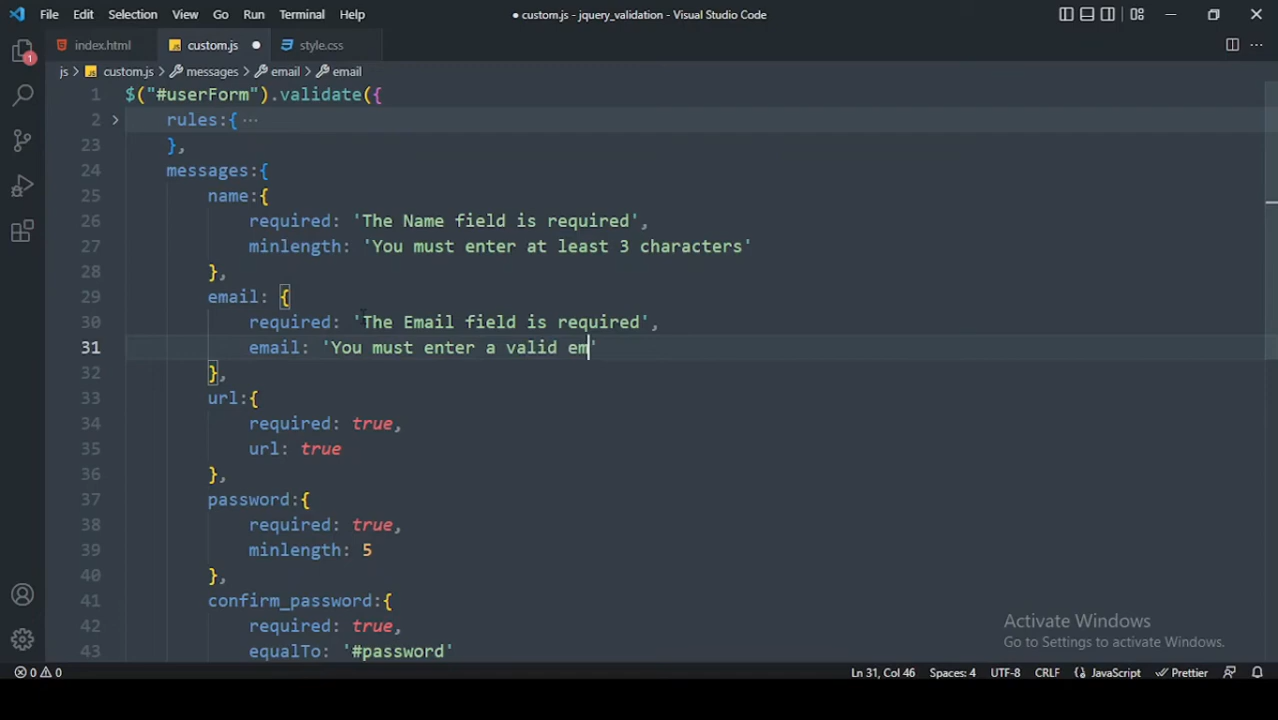 File Edit Selection View Go Run Terminal Help ● custom.js - jquery_validation - Visual Studio Code
1 index.html JS custom.js ● style.css
js > JS custom.js > messages > email > email
1 $("#userForm").validate({
2 rules:{ ···
23 },
24 messages:{
25 name:{
26 required: 'The Name field is required',
27 minlength: 'You must enter at least 3 characters'
28 },
29 email: {
30 required: 'The Email field is required',
31 email: 'You must enter a valid em'
32 },
33 url:{
34 required: true,
35 url: true
36 },
37 password:{
38 required: true,
39 minlength: 5
40 },
41 confirm_password:{
42 required: true,
43 equalTo: '#password'
Activate Windows
Go to Settings to activate Windows.
0 0 Ln 31, Col 46 Spaces: 4 UTF-8 CRLF {} JavaScript Prettier